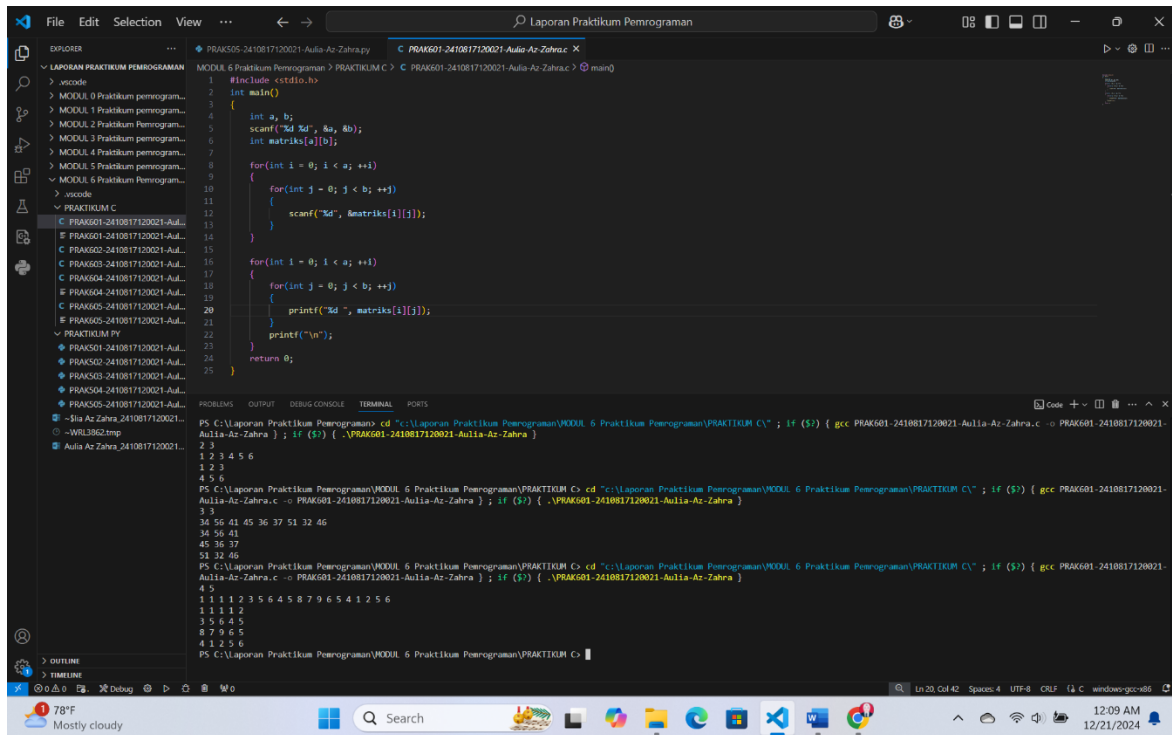 File Edit Selection View ··· ← → Laporan Praktikum Pemrograman
EXPLORER ···
LAPORAN PRAKTIKUM PEMROGRAMAN
> .vscode
> MODUL 0 Praktikum pemrogram...
> MODUL 1 Praktikum pemrogram...
> MODUL 2 Praktikum Pemrogram...
> MODUL 3 Praktikum Pemrogram...
> MODUL 4 Praktikum pemrogram...
> MODUL 5 Praktikum pemrogram...
MODUL 6 Praktikum Pemrogram...
> .vscode
PRAKTIKUM C
C PRAK601-2410817120021-Aul...
PRAK601-2410817120021-Aul...
C PRAK602-2410817120021-Aul...
C PRAK603-2410817120021-Aul...
C PRAK604-2410817120021-Aul...
PRAK604-2410817120021-Aul...
C PRAK605-2410817120021-Aul...
PRAK605-2410817120021-Aul...
PRAKTIKUM PY
PRAK501-2410817120021-Aul...
PRAK502-2410817120021-Aul...
PRAK503-2410817120021-Aul...
PRAK504-2410817120021-Aul...
PRAK505-2410817120021-Aul...
~$lia Az Zahra_2410817120021...
~WRL3862.tmp
Aulia Az Zahra_2410817120021...
> OUTLINE
> TIMELINE
PRAK505-2410817120021-Aulia-Az-Zahra.py C PRAK601-2410817120021-Aulia-Az-Zahra.c ×
MODUL 6 Praktikum Pemrograman > PRAKTIKUM C > C PRAK601-2410817120021-Aulia-Az-Zahra.c > main()
1 #include <stdio.h>
2 int main()
3 {
4 int a, b;
5 scanf("%d %d", &a, &b);
6 int matriks[a][b];
7
8 for(int i = 0; i < a; ++i)
9 {
10 for(int j = 0; j < b; ++j)
11 {
12 scanf("%d", &matriks[i][j]);
13 }
14 }
15
16 for(int i = 0; i < a; ++i)
17 {
18 for(int j = 0; j < b; ++j)
19 {
20 printf("%d ", matriks[i][j]);
21 }
22 printf("\n");
23 }
24 return 0;
25 }
PROBLEMS OUTPUT DEBUG CONSOLE TERMINAL PORTS Code
PS C:\Laporan Praktikum Pemrograman> cd "c:\Laporan Praktikum Pemrograman\MODUL 6 Praktikum Pemrograman\PRAKTIKUM C\" ; if ($?) { gcc PRAK601-2410817120021-Aulia-Az-Zahra.c -o PRAK601-2410817120021-
Aulia-Az-Zahra } ; if ($?) { .\PRAK601-2410817120021-Aulia-Az-Zahra }
2 3
1 2 3 4 5 6
1 2 3
4 5 6
PS C:\Laporan Praktikum Pemrograman\MODUL 6 Praktikum Pemrograman\PRAKTIKUM C> cd "c:\Laporan Praktikum Pemrograman\MODUL 6 Praktikum Pemrograman\PRAKTIKUM C\" ; if ($?) { gcc PRAK601-2410817120021-
Aulia-Az-Zahra.c -o PRAK601-2410817120021-Aulia-Az-Zahra } ; if ($?) { .\PRAK601-2410817120021-Aulia-Az-Zahra }
3 3
34 56 41 45 36 37 51 32 46
34 56 41
45 36 37
51 32 46
PS C:\Laporan Praktikum Pemrograman\MODUL 6 Praktikum Pemrograman\PRAKTIKUM C> cd "c:\Laporan Praktikum Pemrograman\MODUL 6 Praktikum Pemrograman\PRAKTIKUM C\" ; if ($?) { gcc PRAK601-2410817120021-
Aulia-Az-Zahra.c -o PRAK601-2410817120021-Aulia-Az-Zahra } ; if ($?) { .\PRAK601-2410817120021-Aulia-Az-Zahra }
4 5
1 1 1 1 2 3 5 6 4 5 8 7 9 6 5 4 1 2 5 6
1 1 1 1 2
3 5 6 4 5
8 7 9 6 5
4 1 2 5 6
PS C:\Laporan Praktikum Pemrograman\MODUL 6 Praktikum Pemrograman\PRAKTIKUM C>
0 0 0 Debug 0 Ln 20, Col 42 Spaces: 4 UTF-8 CRLF C windows-gcc-x86
1 78°F
Mostly cloudy
Search
12:09 AM
12/21/2024